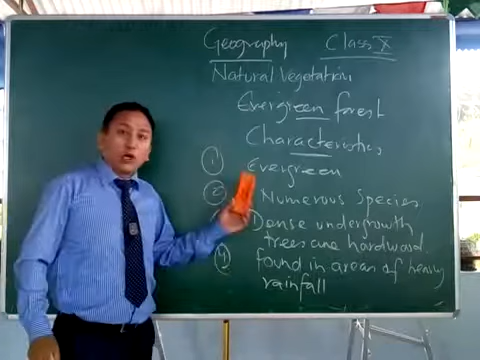 Geography Class X
Natural Vegetation
Evergreen forest
Characteristics
① Evergreen
② Numerous Species
Dense undergrowth
trees are hardwood
④ found in areas of heavy
rainfall